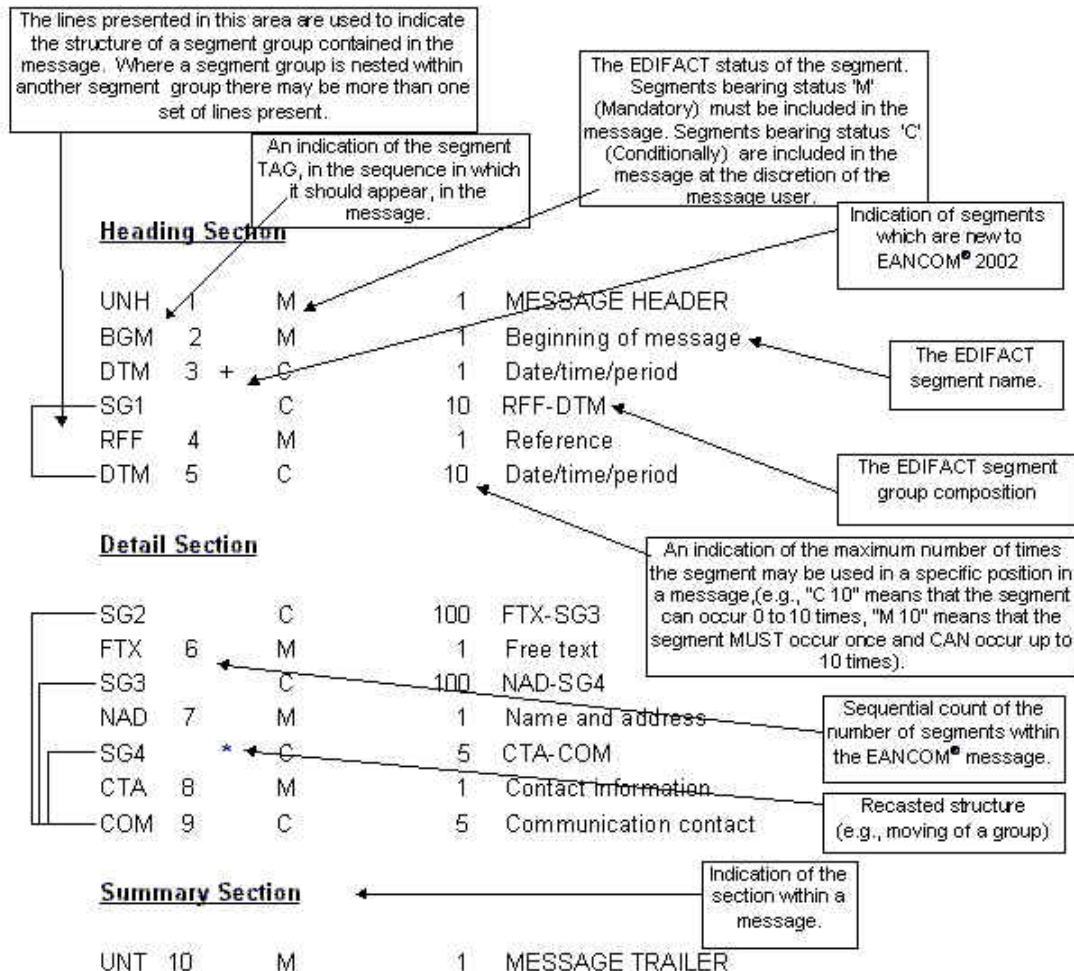 The lines presented in this area are used to indicate
the structure of a segment group contained in the
message. Where a segment group is nested within
another segment group there may be more than one
set of lines present.
The EDIFACT status of the segment.
Segments bearing status 'M'
(Mandatory) must be included in the
message. Segments bearing status 'C'
(Conditionally) are included in the
message at the discretion of the
message user.
An indication of the segment
TAG, in the sequence in which
it should appear, in the
message.
Indication of segments
which are new to
EANCOM® 2002
Heading Section
UNH 1 M 1 MESSAGE HEADER
BGM 2 M 1 Beginning of message
DTM 3 + C 1 Date/time/period
SG1 C 10 RFF-DTM
RFF 4 M 1 Reference
DTM 5 C 10 Date/time/period
The EDIFACT
segment name.
The EDIFACT segment
group composition
Detail Section
An indication of the maximum number of times
the segment may be used in a specific position in
a message,(e.g., "C 10" means that the segment
can occur 0 to 10 times, "M 10" means that the
segment MUST occur once and CAN occur up to
10 times).
SG2 C 100 FTX-SG3
FTX 6 M 1 Free text
SG3 C 100 NAD-SG4
NAD 7 M 1 Name and address
SG4 * C 5 CTA-COM
CTA 8 M 1 Contact information
COM 9 C 5 Communication contact
Sequential count of the
number of segments within
the EANCOM® message.
Recasted structure
(e.g., moving of a group)
Summary Section
Indication of the
section within a
message.
UNT 10 M 1 MESSAGE TRAILER